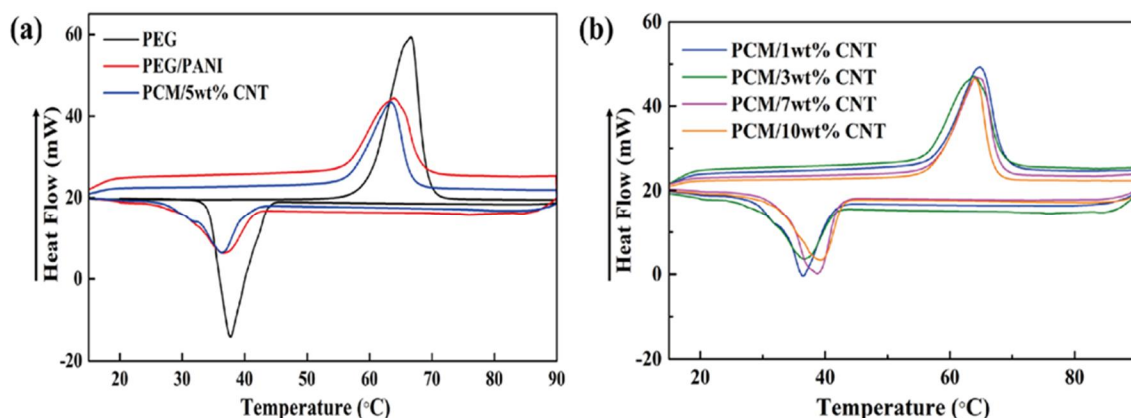 (a)
PEG
PEG/PANI
PCM/5wt% CNT
Heat Flow (mW)
60
40
20
0
-20
20 30 40 50 60 70 80 90
Temperature (°C)
(b)
PCM/1wt% CNT
PCM/3wt% CNT
PCM/7wt% CNT
PCM/10wt% CNT
Heat Flow (mW)
60
40
20
0
-20
20 40 60 80
Temperature (°C)